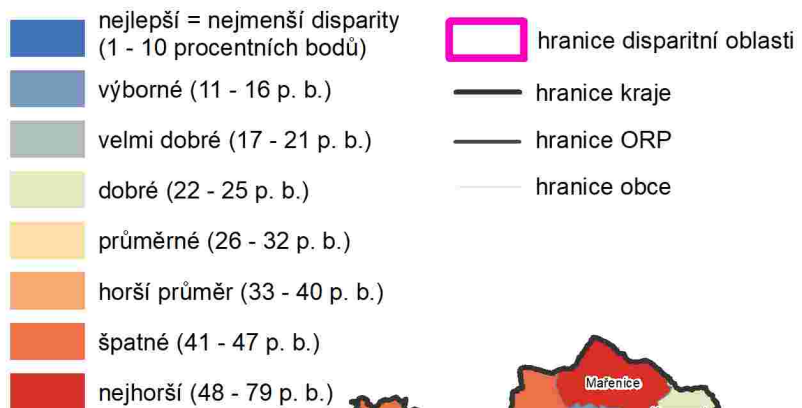 nejlepší = nejmenší disparity
(1 - 10 procentních bodů)
výborné (11 - 16 p. b.)
velmi dobré (17 - 21 p. b.)
dobré (22 - 25 p. b.)
průměrné (26 - 32 p. b.)
horší průměr (33 - 40 p. b.)
špatné (41 - 47 p. b.)
nejhorší (48 - 79 p. b.)
hranice disparitní oblasti
hranice kraje
hranice ORP
hranice obce
Mařenice